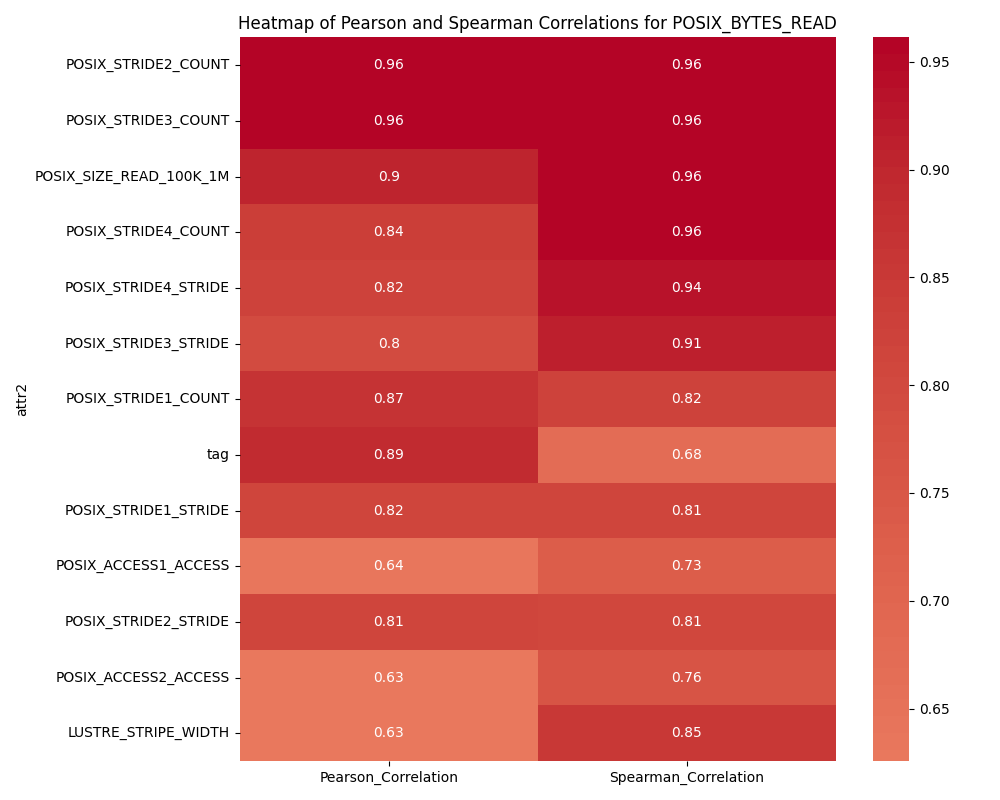 Heatmap of Pearson and Spearman Correlations for POSIX_BYTES_READ
attr2
POSIX_STRIDE2_COUNT 0.96 0.96
POSIX_STRIDE3_COUNT 0.96 0.96
POSIX_SIZE_READ_100K_1M 0.9 0.96
POSIX_STRIDE4_COUNT 0.84 0.96
POSIX_STRIDE4_STRIDE 0.82 0.94
POSIX_STRIDE3_STRIDE 0.8 0.91
POSIX_STRIDE1_COUNT 0.87 0.82
tag 0.89 0.68
POSIX_STRIDE1_STRIDE 0.82 0.81
POSIX_ACCESS1_ACCESS 0.64 0.73
POSIX_STRIDE2_STRIDE 0.81 0.81
POSIX_ACCESS2_ACCESS 0.63 0.76
LUSTRE_STRIPE_WIDTH 0.63 0.85
Pearson_Correlation Spearman_Correlation
0.95
0.90
0.85
0.80
0.75
0.70
0.65